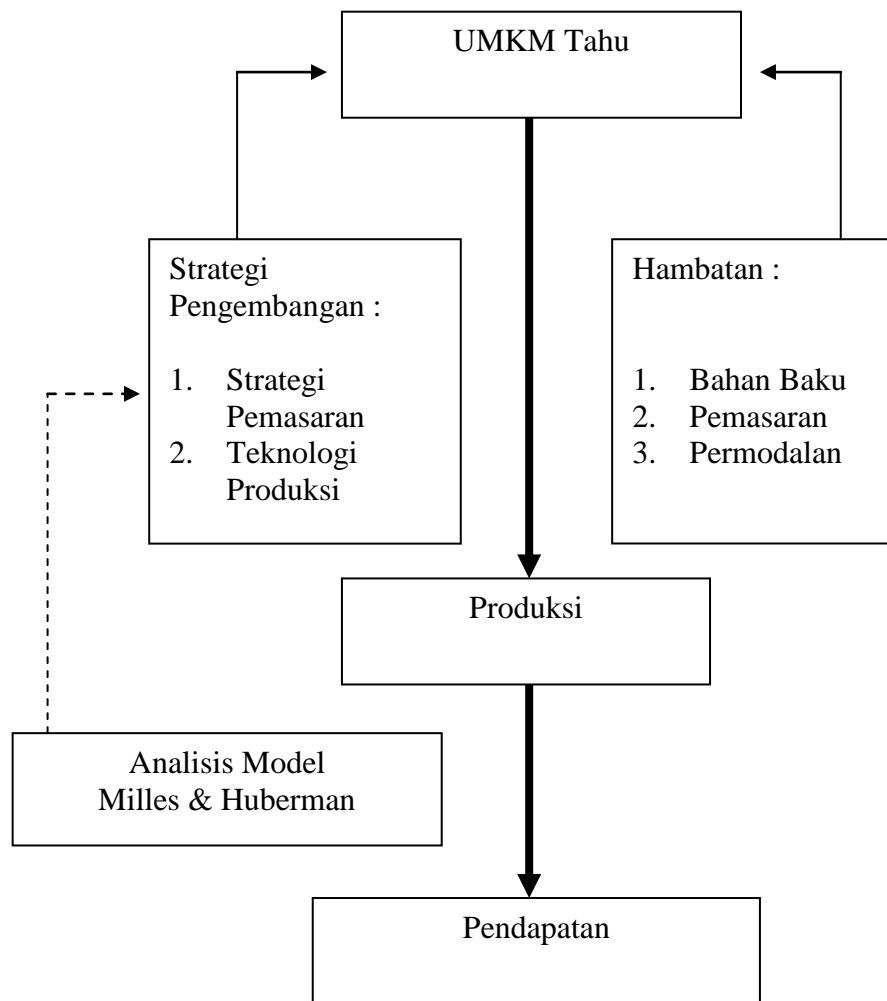 UMKM Tahu
Strategi
Pengembangan :
1. Strategi
Pemasaran
2. Teknologi
Produksi
Hambatan :
1. Bahan Baku
2. Pemasaran
3. Permodalan
Produksi
Analisis Model
Milles & Huberman
Pendapatan